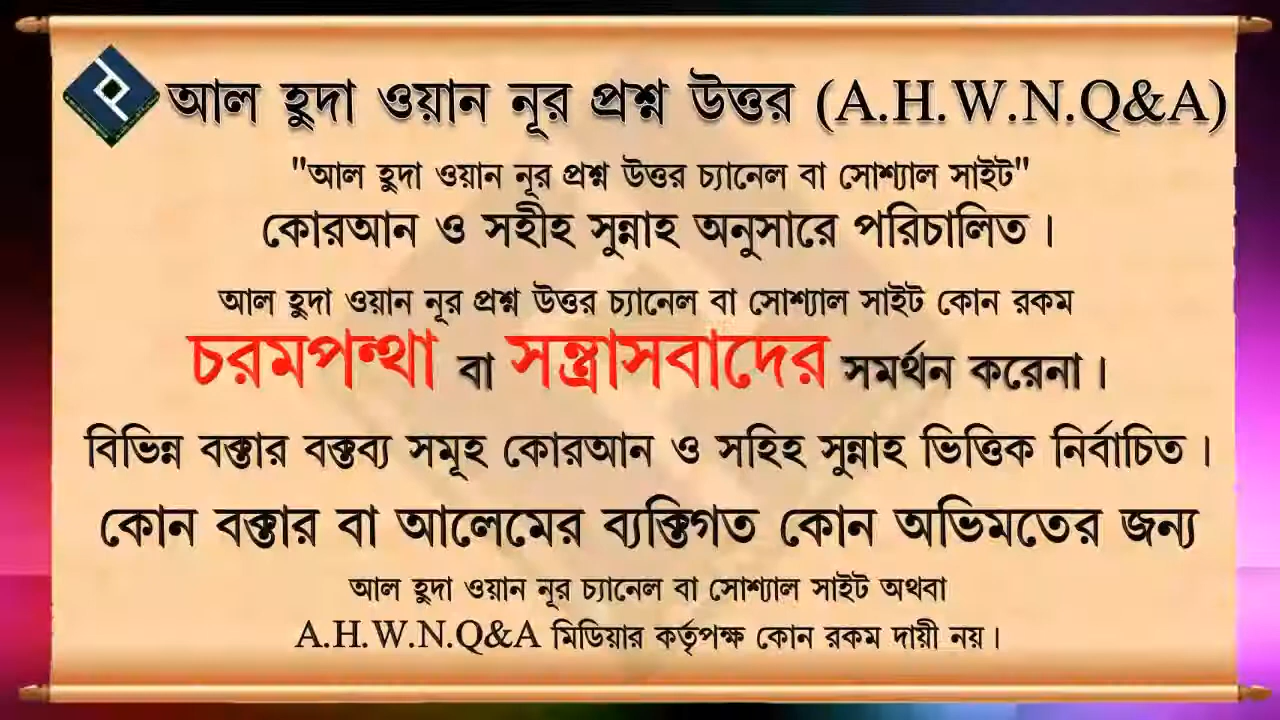 আল হুদা ওয়ান নূর প্রশ্ন উত্তর (A.H.W.N.Q&A)
"আল হুদা ওয়ান নূর প্রশ্ন উত্তর চ্যানেল বা সোশ্যাল সাইট"
কোরআন ও সহীহ সুন্নাহ অনুসারে পরিচালিত।
আল হুদা ওয়ান নূর প্রশ্ন উত্তর চ্যানেল বা সোশ্যাল সাইট কোন রকম
চরমপন্থা বা সন্ত্রাসবাদের সমর্থন করেনা।
বিভিন্ন বক্তার বক্তব্য সমূহ কোরআন ও সহিহ সুন্নাহ ভিত্তিক নির্বাচিত।
কোন বক্তার বা আলেমের ব্যক্তিগত কোন অভিমতের জন্য
আল হুদা ওয়ান নূর চ্যানেল বা সোশ্যাল সাইট অথবা
A.H.W.N.Q&A মিডিয়ার কর্তৃপক্ষ কোন রকম দায়ী নয়।